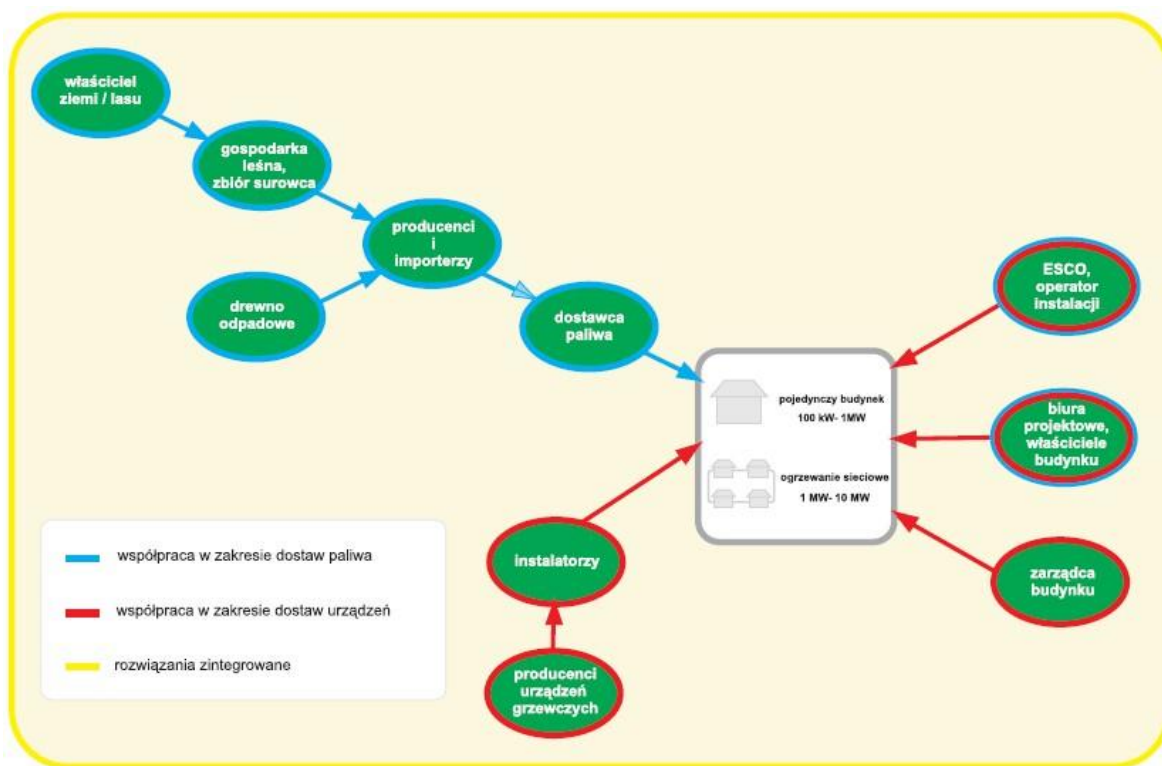 właściciel
ziemi / lasu
gospodarka
leśna,
zbiór surowca
producenci
i
importerzy
drewno
odpadowe
dostawca
paliwa
ESCO,
operator
instalacji
pojedynczy budynek
100 kW- 1MW
biura
projektowe,
właściciele
budynku
ogrzewanie sieciowe
1 MW- 10 MW
współpraca w zakresie dostaw paliwa
współpraca w zakresie dostaw urządzeń
rozwiązania zintegrowane
instalatorzy
zarządca
budynku
producenci
urządzeń
grzewczych